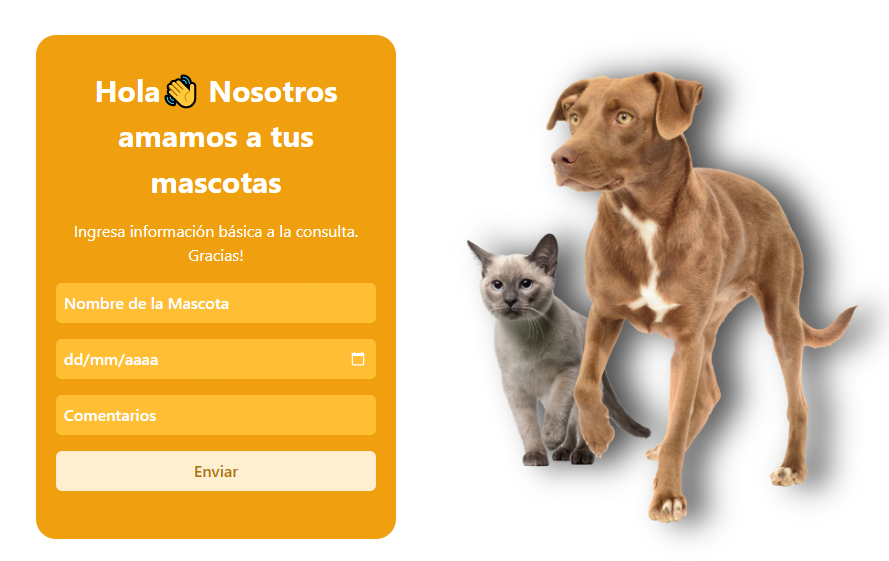 Hola👋 Nosotros
amamos a tus
mascotas
Ingresa información básica a la consulta.
Gracias!
Nombre de la Mascota
dd/mm/aaaa
Comentarios
Enviar